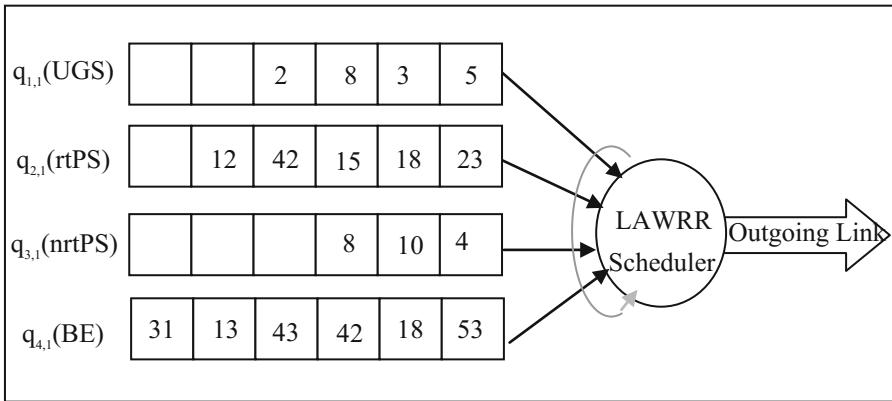 q1,1(UGS) 2 8 3 5
q2,1(rtPS) 12 42 15 18 23
q3,1(nrtPS) 8 10 4
q4,1(BE) 31 13 43 42 18 53
LAWRR
Scheduler
Outgoing Link